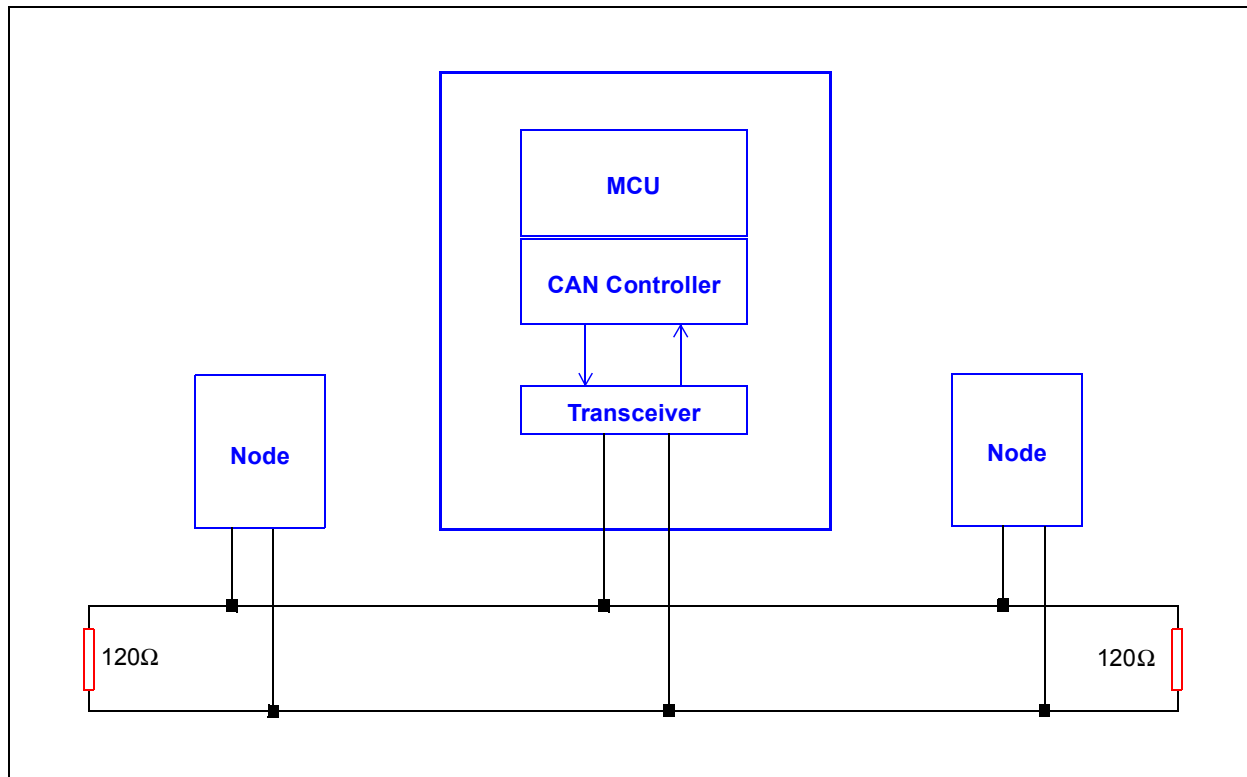 MCU
CAN Controller
Transceiver
Node
Node
120Ω
120Ω